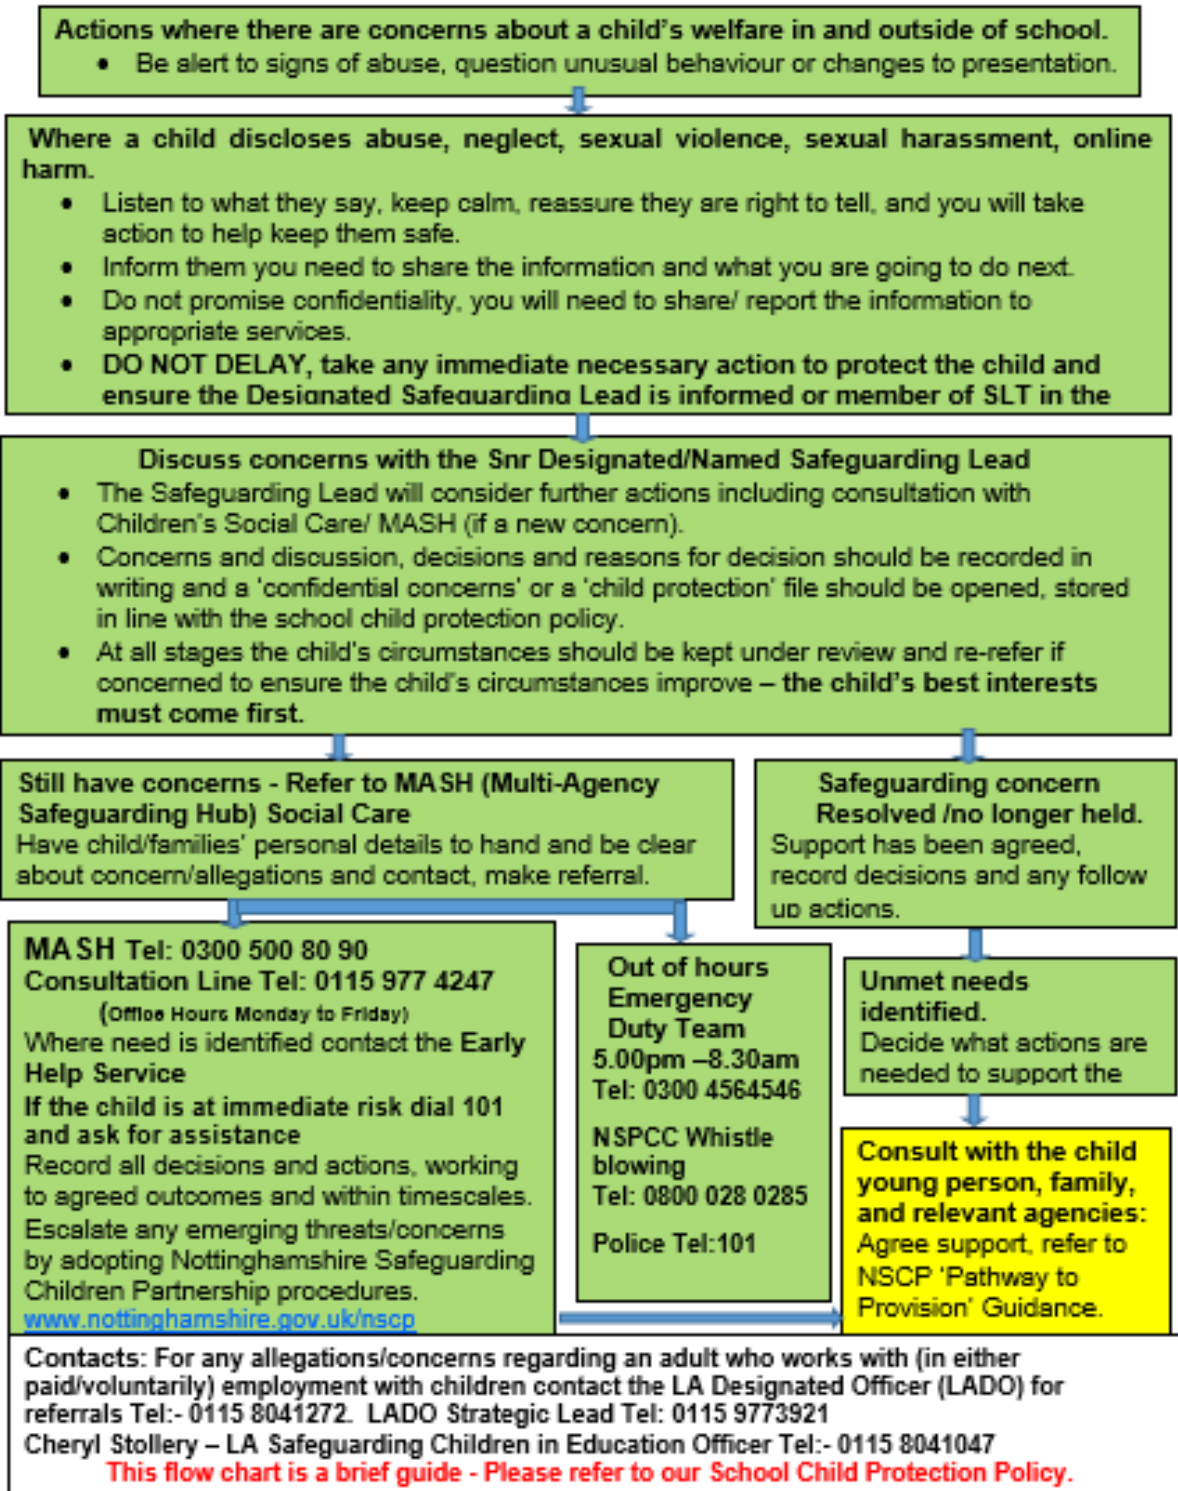 Actions where there are concerns about a child's welfare in and outside of school.
• Be alert to signs of abuse, question unusual behaviour or changes to presentation.
Where a child discloses abuse, neglect, sexual violence, sexual harassment, online
harm.
• Listen to what they say, keep calm, reassure they are right to tell, and you will take
action to help keep them safe.
• Inform them you need to share the information and what you are going to do next.
• Do not promise confidentiality, you will need to share/ report the information to
appropriate services.
• DO NOT DELAY, take any immediate necessary action to protect the child and
ensure the Designated Safeguarding Lead is informed or member of SLT in the
Discuss concerns with the Snr Designated/Named Safeguarding Lead
• The Safeguarding Lead will consider further actions including consultation with
Children's Social Care/ MASH (if a new concern).
• Concerns and discussion, decisions and reasons for decision should be recorded in
writing and a 'confidential concerns' or a 'child protection' file should be opened, stored
in line with the school child protection policy.
• At all stages the child's circumstances should be kept under review and re-refer if
concerned to ensure the child's circumstances improve – the child's best interests
must come first.
Still have concerns - Refer to MASH (Multi-Agency
Safeguarding Hub) Social Care
Have child/families' personal details to hand and be clear
about concern/allegations and contact, make referral.
Safeguarding concern
Resolved /no longer held.
Support has been agreed,
record decisions and any follow
up actions.
MASH Tel: 0300 500 80 90
Consultation Line Tel: 0115 977 4247
(Office Hours Monday to Friday)
Where need is identified contact the Early
Help Service
If the child is at immediate risk dial 101
and ask for assistance
Record all decisions and actions, working
to agreed outcomes and within timescales.
Escalate any emerging threats/concerns
by adopting Nottinghamshire Safeguarding
Children Partnership procedures.
www.nottinghamshire.gov.uk/nscp
Out of hours
Emergency
Duty Team
5.00pm –8.30am
Tel: 0300 4564546
NSPCC Whistle
blowing
Tel: 0800 028 0285
Police Tel:101
Unmet needs
identified.
Decide what actions are
needed to support the
Consult with the child
young person, family,
and relevant agencies:
Agree support, refer to
NSCP 'Pathway to
Provision' Guidance.
Contacts: For any allegations/concerns regarding an adult who works with (in either
paid/voluntarily) employment with children contact the LA Designated Officer (LADO) for
referrals Tel:- 0115 8041272. LADO Strategic Lead Tel: 0115 9773921
Cheryl Stollery – LA Safeguarding Children in Education Officer Tel:- 0115 8041047
This flow chart is a brief guide - Please refer to our School Child Protection Policy.